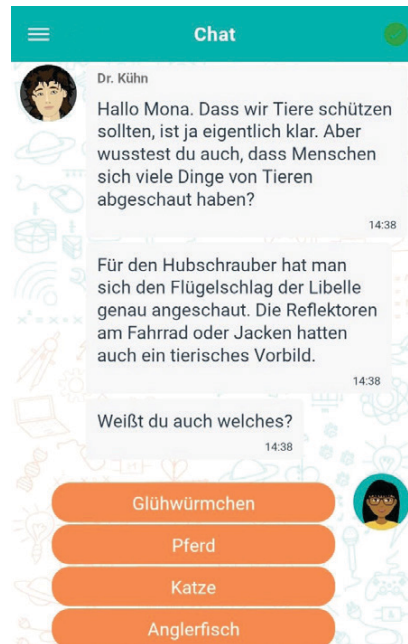 Chat
Dr. Kühn
Hallo Mona. Dass wir Tiere schützen
sollten, ist ja eigentlich klar. Aber
wusstest du auch, dass Menschen
sich viele Dinge von Tieren
abgeschaut haben?
14:38
Für den Hubschrauber hat man
sich den Flügelschlag der Libelle
genau angeschaut. Die Reflektoren
am Fahrrad oder Jacken hatten
auch ein tierisches Vorbild.
14:38
Weißt du auch welches?
14:38
Glühwürmchen
Pferd
Katze
Anglerfisch